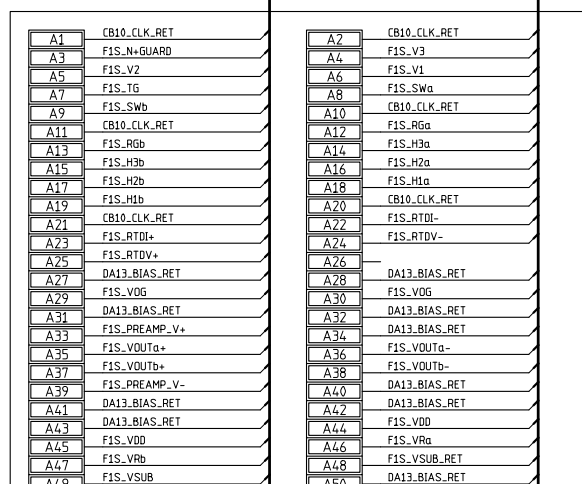 A1 CB10_CLK_RET
A3 F1S_N+GUARD
A5 F1S_V2
A7 F1S_TG
A9 F1S_SWb
A11 CB10_CLK_RET
A13 F1S_RGb
A15 F1S_H3b
A17 F1S_H2b
A19 F1S_H1b
A21 CB10_CLK_RET
A23 F1S_RTDI+
A25 F1S_RTDV+
A27 DA13_BIAS_RET
A29 F1S_VOG
A31 DA13_BIAS_RET
A33 F1S_PREAMP_V+
A35 F1S_VOUTa+
A37 F1S_VOUTb+
A39 F1S_PREAMP_V-
A41 DA13_BIAS_RET
A43 DA13_BIAS_RET
A45 F1S_VDD
A47 F1S_VRb
A49 F1S_VSUB
A2 CB10_CLK_RET
A4 F1S_V3
A6 F1S_V1
A8 F1S_SWa
A10 CB10_CLK_RET
A12 F1S_RGa
A14 F1S_H3a
A16 F1S_H2a
A18 F1S_H1a
A20 CB10_CLK_RET
A22 F1S_RTDI-
A24 F1S_RTDV-
A26
A28 DA13_BIAS_RET
A30 F1S_VOG
A32 DA13_BIAS_RET
A34 DA13_BIAS_RET
A36 F1S_VOUTa-
A38 F1S_VOUTb-
A40 DA13_BIAS_RET
A42 DA13_BIAS_RET
A44 F1S_VDD
A46 F1S_VRa
A48 F1S_VSUB_RET
A50 DA13_BIAS_RET